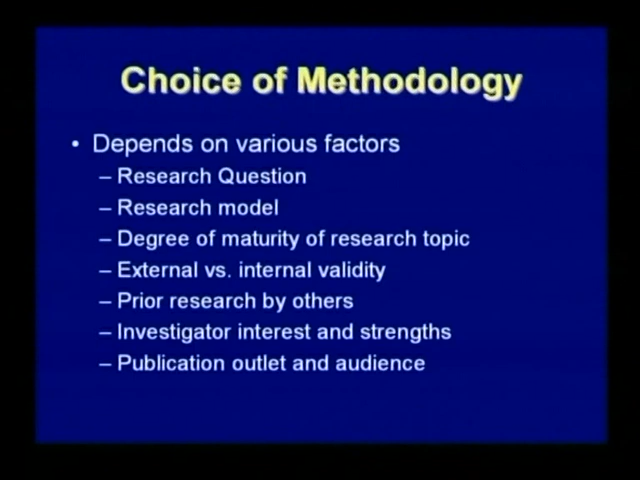 Choice of Methodology
• Depends on various factors
– Research Question
– Research model
– Degree of maturity of research topic
– External vs. internal validity
– Prior research by others
– Investigator interest and strengths
– Publication outlet and audience